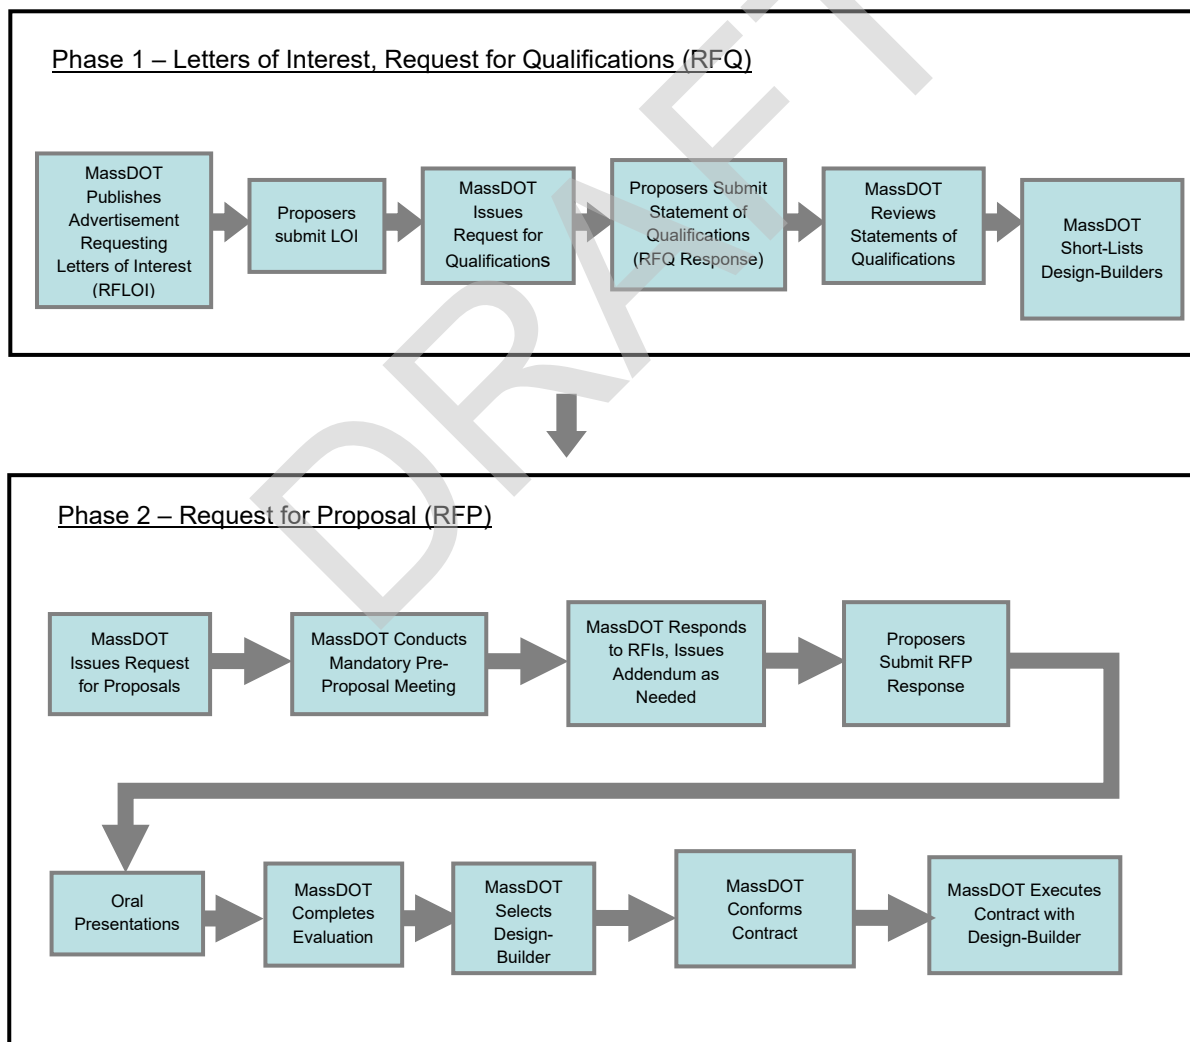 Phase 1 – Letters of Interest, Request for Qualifications (RFQ)
MassDOT
Publishes
Advertisement
Requesting
Letters of Interest
(RFLOI)
Proposers
submit LOI
MassDOT
Issues
Request for
Qualifications
Proposers Submit
Statement of
Qualifications
(RFQ Response)
MassDOT
Reviews
Statements of
Qualifications
MassDOT
Short-Lists
Design-Builders
Phase 2 – Request for Proposal (RFP)
MassDOT
Issues Request
for Proposals
MassDOT Conducts
Mandatory Pre-
Proposal Meeting
MassDOT Responds
to RFIs, Issues
Addendum as
Needed
Proposers
Submit RFP
Response
Oral
Presentations
MassDOT
Completes
Evaluation
MassDOT
Selects
Design-
Builder
MassDOT
Conforms
Contract
MassDOT Executes
Contract with
Design-Builder
DRAFT